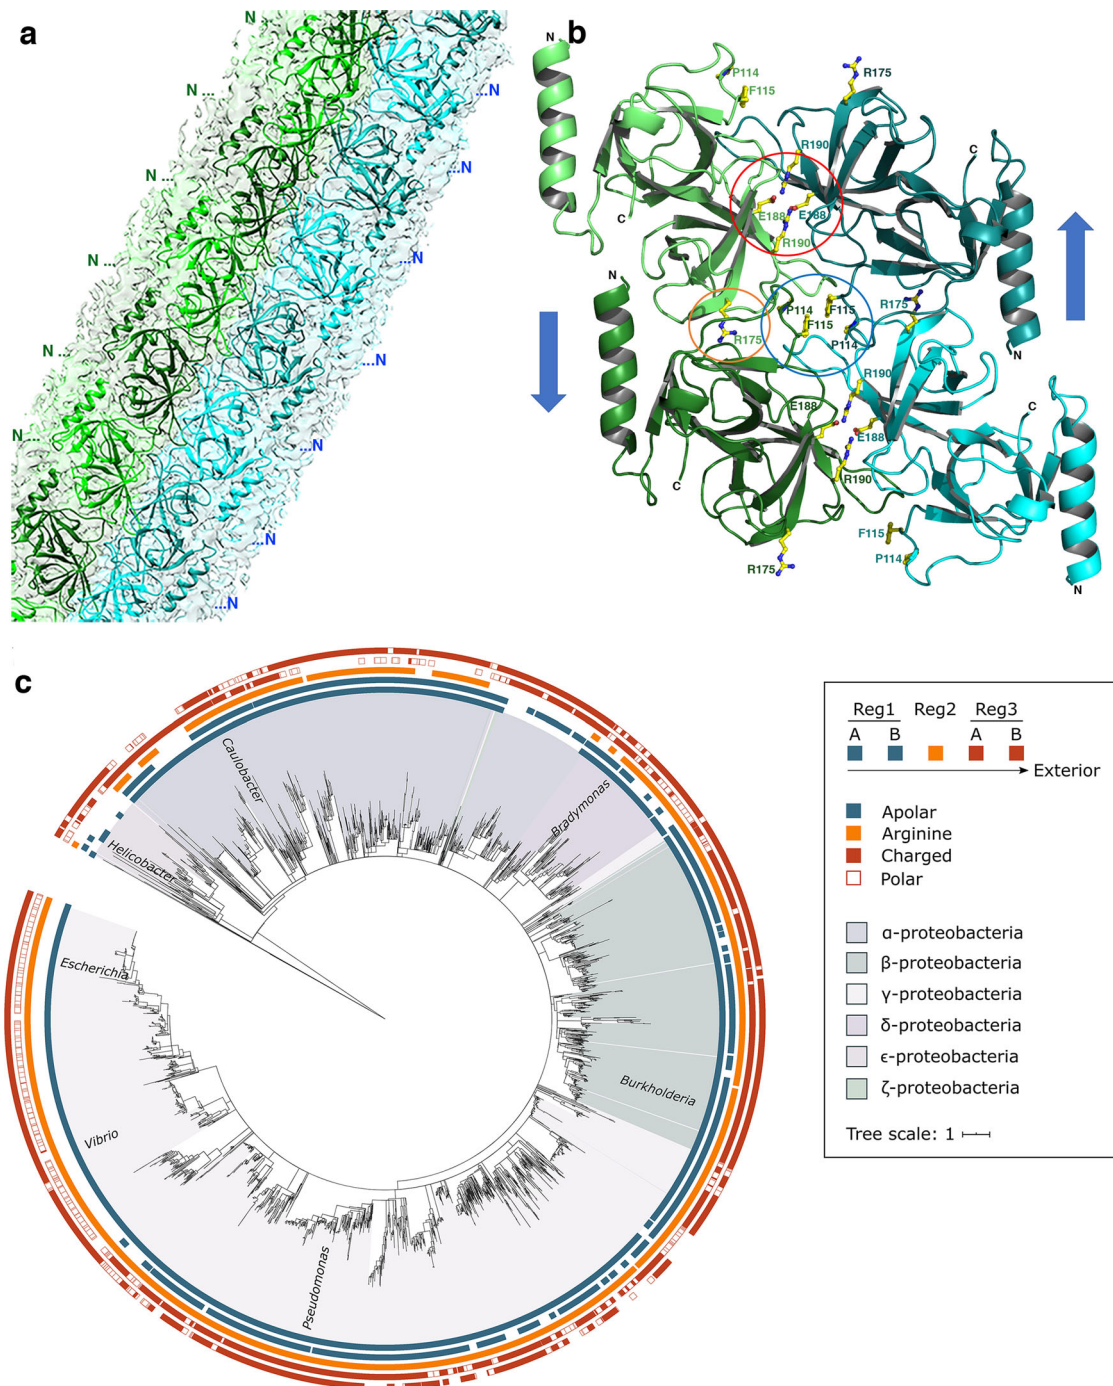 a
N ...
N ...
N ...
N ...
N ...
N ...
...N
...N
...N
...N
...N
...N
...N
b
N
P114
F115
R175
R190
C
C
E188
E188
R190
N
R175
P114
F115
F115
R175
P114
N
R190
E188
C
E188
C
R190
F115
P114
R175
N
c
Caulobacter
Bradymonas
Helicobacter
Escherichia
Burkholderia
Vibrio
Pseudomonas
Reg1 Reg2 Reg3
A B A B
Exterior
Apolar
Arginine
Charged
Polar
α-proteobacteria
β-proteobacteria
γ-proteobacteria
δ-proteobacteria
ϵ-proteobacteria
ζ-proteobacteria
Tree scale: 1